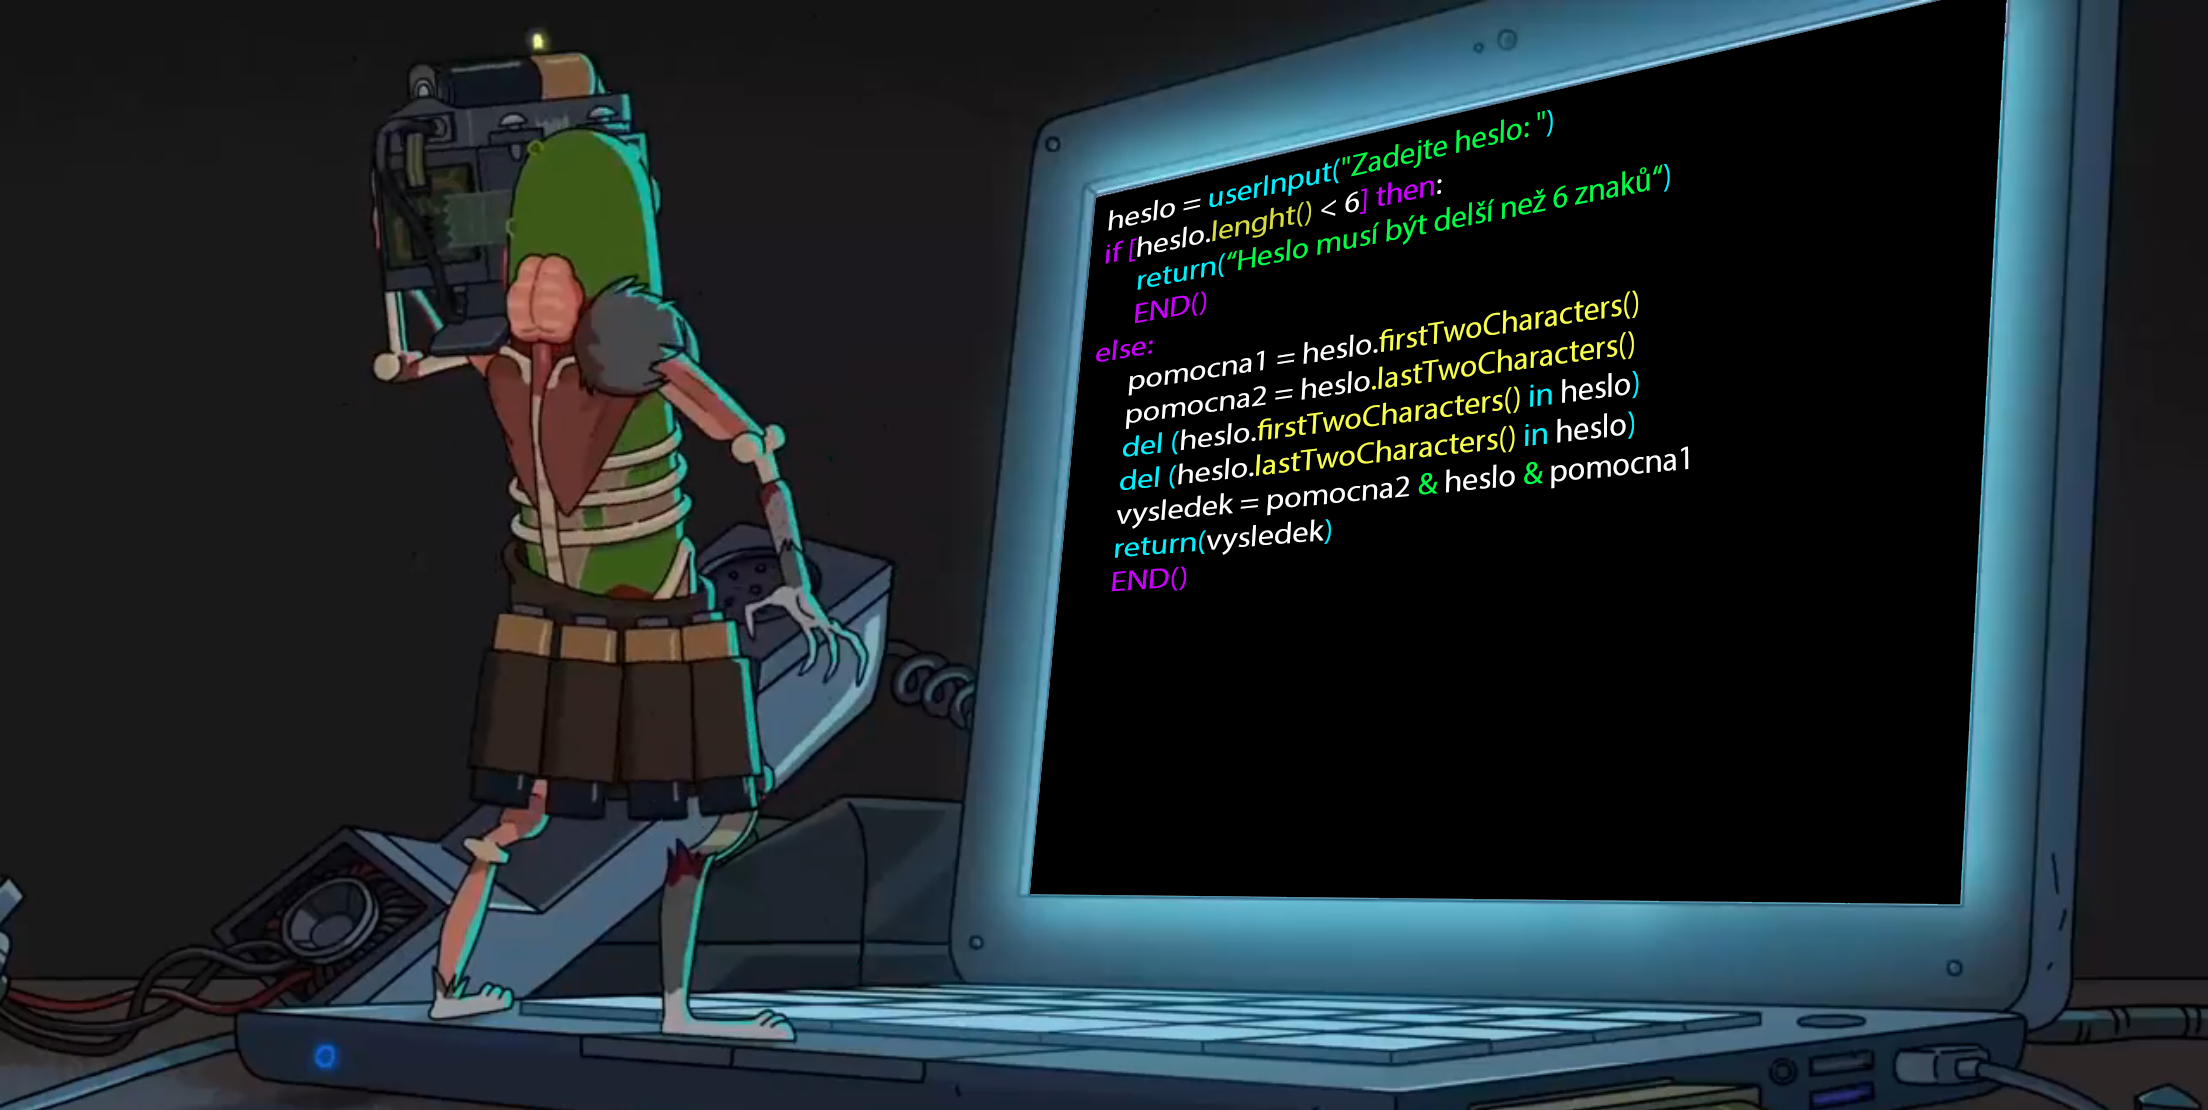 heslo = userInput("Zadejte heslo: ")
if [heslo.lenght() < 6] then:
return(“Heslo musí být delší než 6 znaků“)
END()
else:
pomocna1 = heslo.firstTwoCharacters()
pomocna2 = heslo.lastTwoCharacters()
del (heslo.firstTwoCharacters() in heslo)
del (heslo.lastTwoCharacters() in heslo)
vysledek = pomocna2 & heslo & pomocna1
return(vysledek)
END()